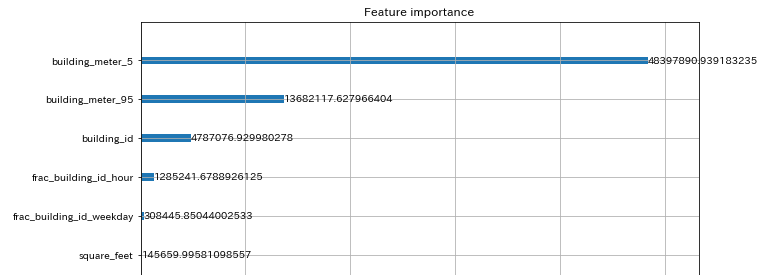 Feature importance
building_meter_5 48397890.939183235
building_meter_95 13682117.627966404
building_id 4787076.929980278
frac_building_id_hour 1285241.6788926125
frac_building_id_weekday 308445.85044002533
square_feet 145659.99581098557